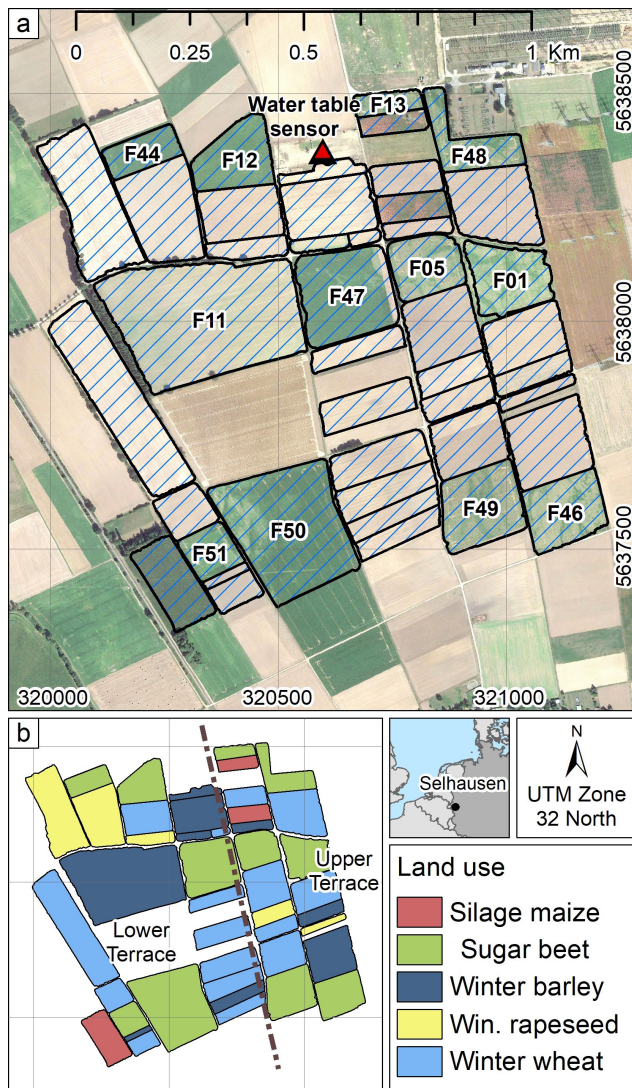 a
0 0.25 0.5 1 Km
5638500
Water table
sensor
F13
F44
F12
F48
F05
F01
F47
F11
5638000
F50
F49
F46
F51
5637500
320000 320500 321000
b
Upper
Terrace
Lower
Terrace
Selhausen
N
UTM Zone
32 North
Land use
Silage maize
Sugar beet
Winter barley
Win. rapeseed
Winter wheat